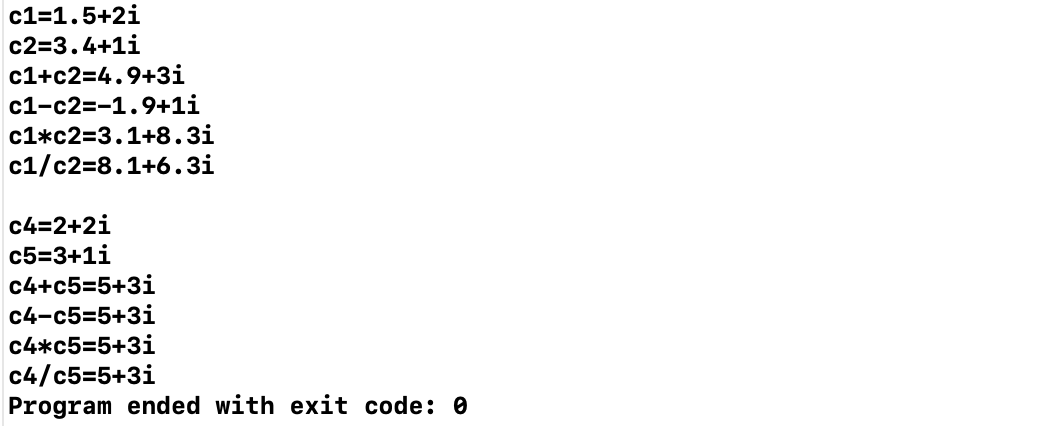 c1=1.5+2i
c2=3.4+1i
c1+c2=4.9+3i
c1-c2=-1.9+1i
c1*c2=3.1+8.3i
c1/c2=8.1+6.3i
c4=2+2i
c5=3+1i
c4+c5=5+3i
c4-c5=5+3i
c4*c5=5+3i
c4/c5=5+3i
Program ended with exit code: 0